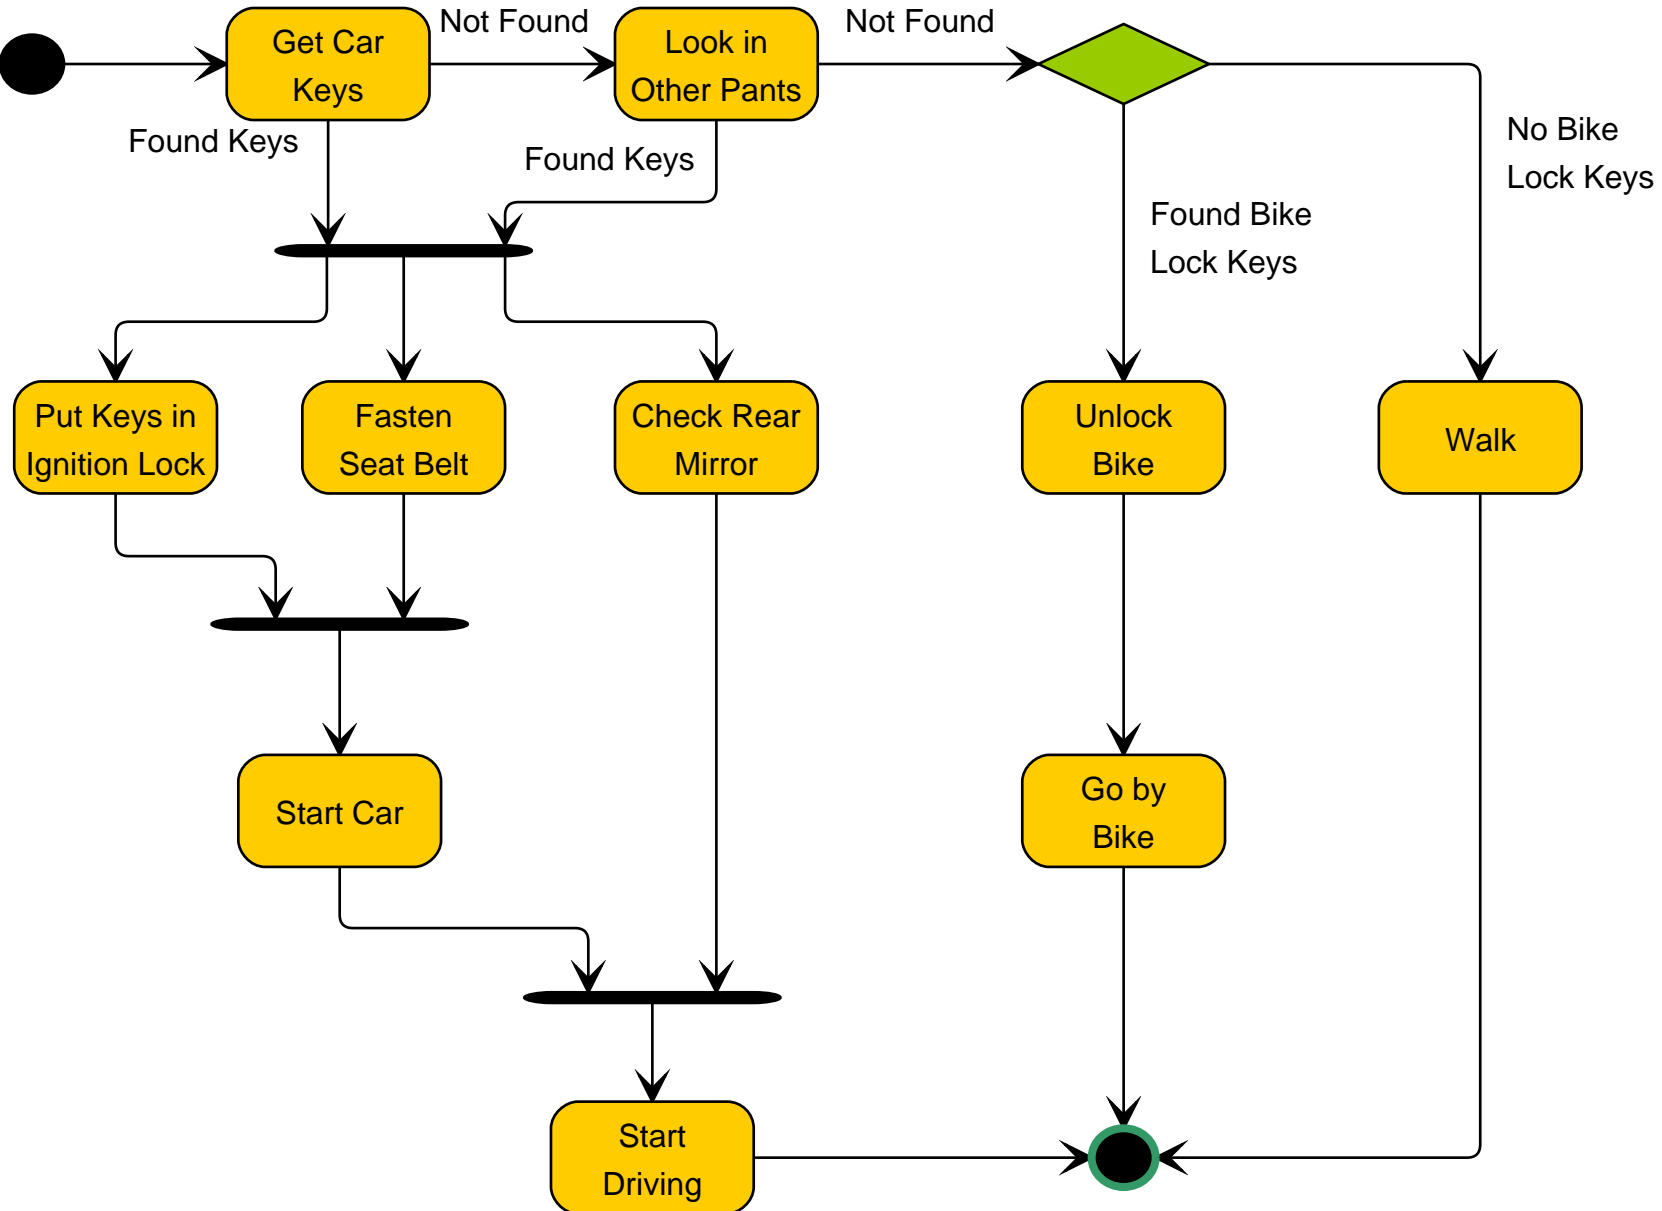 Get Car
Keys
Not Found
Look in
Other Pants
Not Found
Found Keys
Found Keys
No Bike
Lock Keys
Found Bike
Lock Keys
Put Keys in
Ignition Lock
Fasten
Seat Belt
Check Rear
Mirror
Unlock
Bike
Walk
Start Car
Go by
Bike
Start
Driving